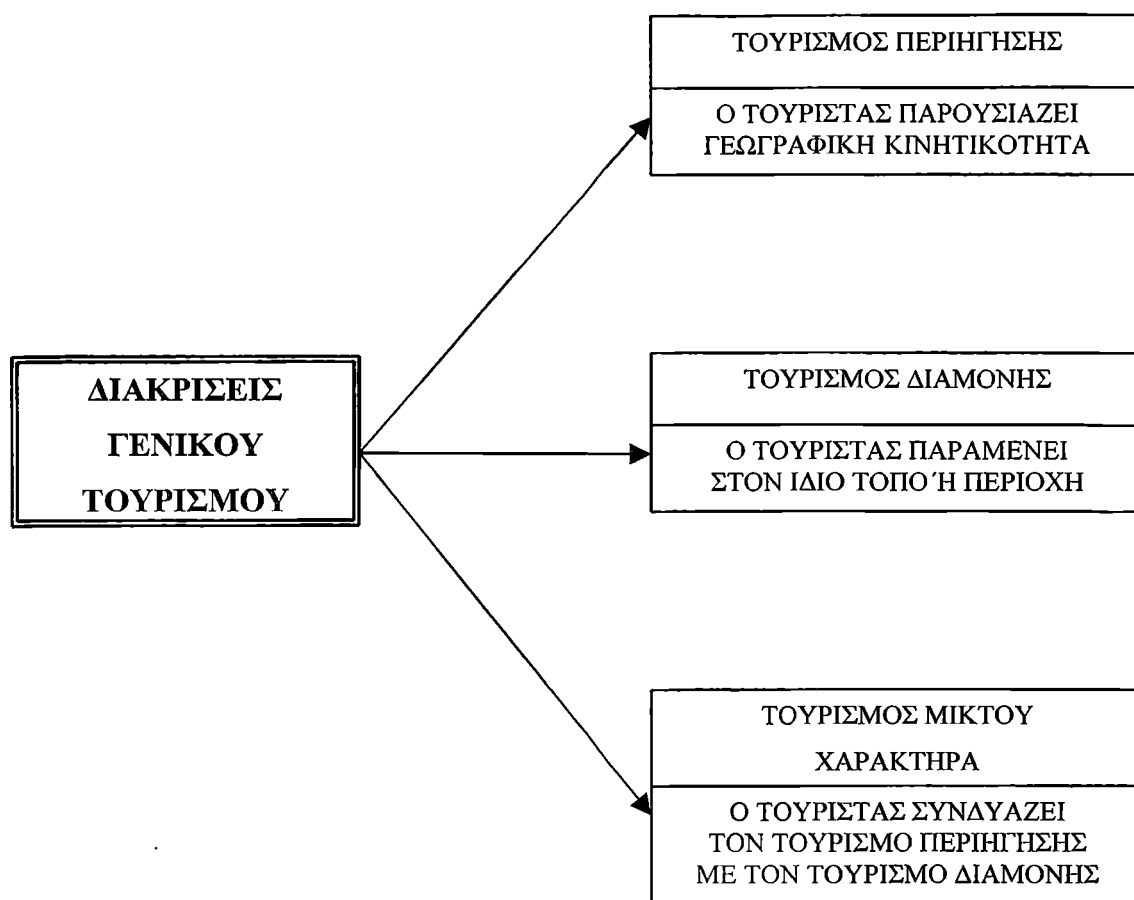 ΤΟΥΡΙΣΜΟΣ ΠΕΡΙΗΓΗΣΗΣ
Ο ΤΟΥΡΙΣΤΑΣ ΠΑΡΟΥΣΙΑΖΕΙ
ΓΕΩΓΡΑΦΙΚΗ ΚΙΝΗΤΙΚΟΤΗΤΑ
ΔΙΑΚΡΙΣΕΙΣ
ΓΕΝΙΚΟΥ
ΤΟΥΡΙΣΜΟΥ
ΤΟΥΡΙΣΜΟΣ ΔΙΑΜΟΝΗΣ
Ο ΤΟΥΡΙΣΤΑΣ ΠΑΡΑΜΕΝΕΙ
ΣΤΟΝ ΙΔΙΟ ΤΟΠΟ Ή ΠΕΡΙΟΧΗ
ΤΟΥΡΙΣΜΟΣ ΜΙΚΤΟΥ
ΧΑΡΑΚΤΗΡΑ
Ο ΤΟΥΡΙΣΤΑΣ ΣΥΝΔΥΑΖΕΙ
ΤΟΝ ΤΟΥΡΙΣΜΟ ΠΕΡΙΗΓΗΣΗΣ
ΜΕ ΤΟΝ ΤΟΥΡΙΣΜΟ ΔΙΑΜΟΝΗΣ